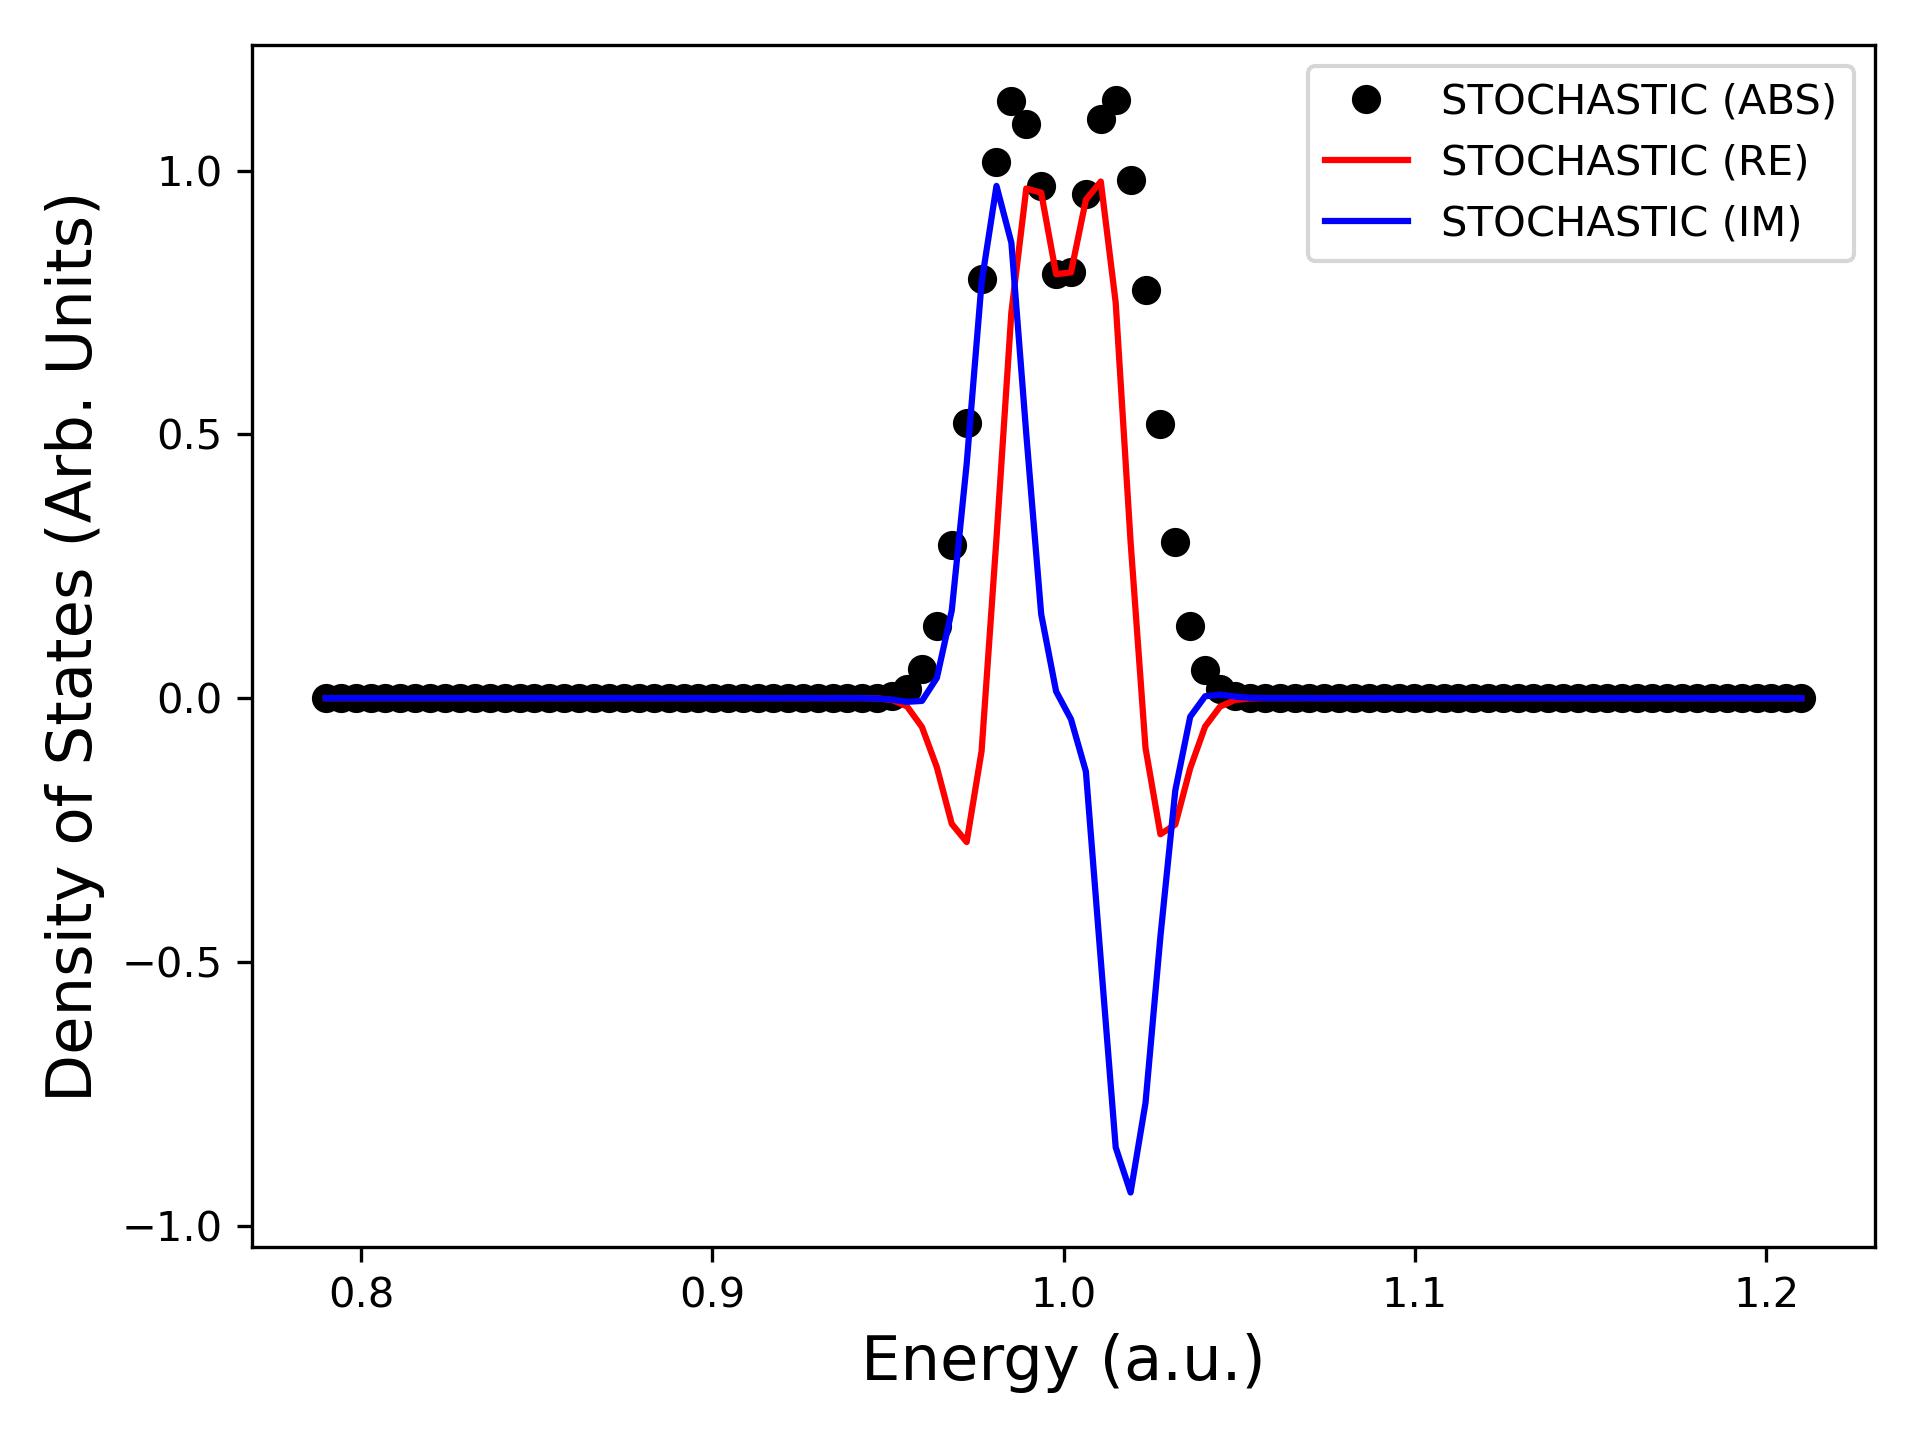 STOCHASTIC (ABS)
STOCHASTIC (RE)
STOCHASTIC (IM)
Density of States (Arb. Units)
1.0
0.5
0.0
−0.5
−1.0
0.8 0.9 1.0 1.1 1.2
Energy (a.u.)